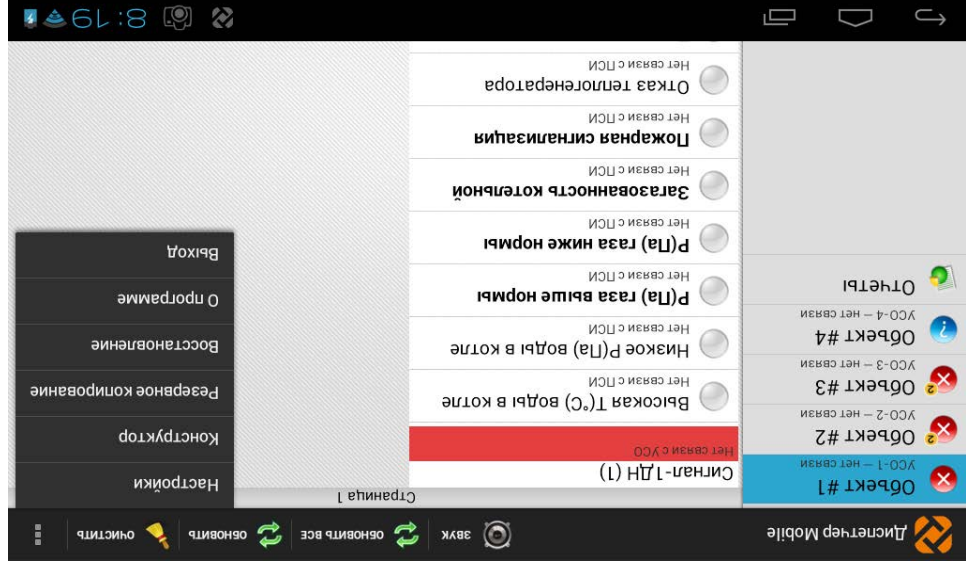 Диспетчер Mobile
ЗВУК
ОБНОВИТЬ ВСЕ
ОБНОВИТЬ
ОЧИСТИТЬ
Объект #1
УСО-1 – нет связи
Объект #2
УСО-2 – нет связи
2
Объект #3
УСО-3 – нет связи
2
Объект #4
УСО-4 – нет связи
Отчеты
Страница 1
Сигнал-1ДН (1)
Нет связи с УСО
Высокая T(°C) воды в котле
Нет связи с ПСИ
Низкое P(Па) воды в котле
Нет связи с ПСИ
P(Па) газа выше нормы
Нет связи с ПСИ
P(Па) газа ниже нормы
Нет связи с ПСИ
Загазованность котельной
Нет связи с ПСИ
Пожарная сигнализация
Нет связи с ПСИ
Отказ теплогенератора
Нет связи с ПСИ
Настройки
Конструктор
Резервное копирование
Восстановление
О программе
Выход
8:19